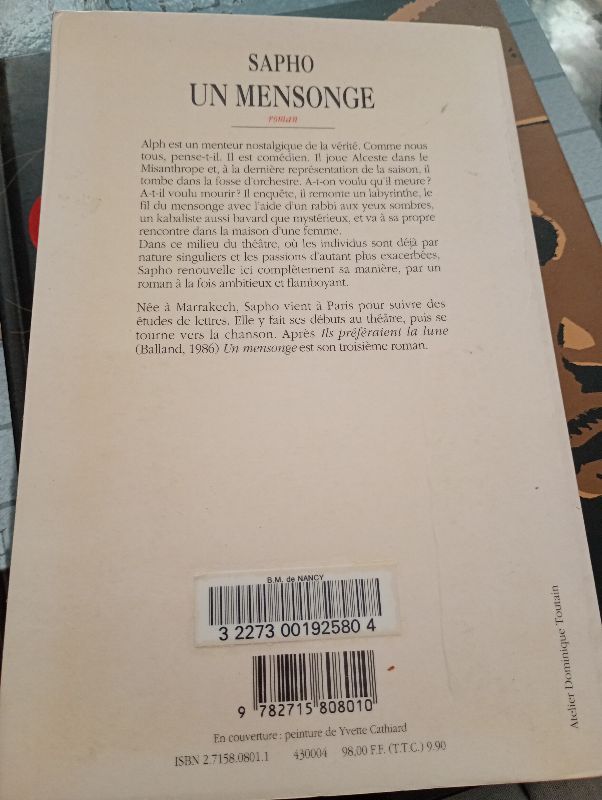 SAPHO
UN MENSONGE
roman
Alph est un menteur nostalgique de la vérité. Comme nous
tous, pense-t-il. Il est comédien. Il joue Alceste dans le
Misanthrope et, à la dernière représentation de la saison, il
tombe dans la fosse d'orchestre. A-t-on voulu qu'il meure ?
A-t-il voulu mourir ? Il enquête, il remonte un labyrinthe, le
fil du mensonge avec l'aide d'un rabbi aux yeux sombres,
un kabaliste aussi bavard que mystérieux, et va à sa propre
rencontre dans la maison d'une femme.
Dans ce milieu du théâtre, où les individus sont déjà par
nature singuliers et les passions d'autant plus exacerbées,
Sapho renouvelle ici complètement sa manière, par un
roman à la fois ambitieux et flamboyant.
Née à Marrakech, Sapho vient à Paris pour suivre des
études de lettres. Elle y fait ses débuts au théâtre, puis se
tourne vers la chanson. Après Ils préféraient la lune
(Balland, 1986) Un mensonge est son troisième roman.
B.M. de NANCY
3 2273 00192580 4
9 782715 808010
En couverture : peinture de Yvette Cathiard
ISBN 2.7158.0801.1 430004 98,00 F.F. (T.T.C.) 9.90
Atelier Dominique Toutain